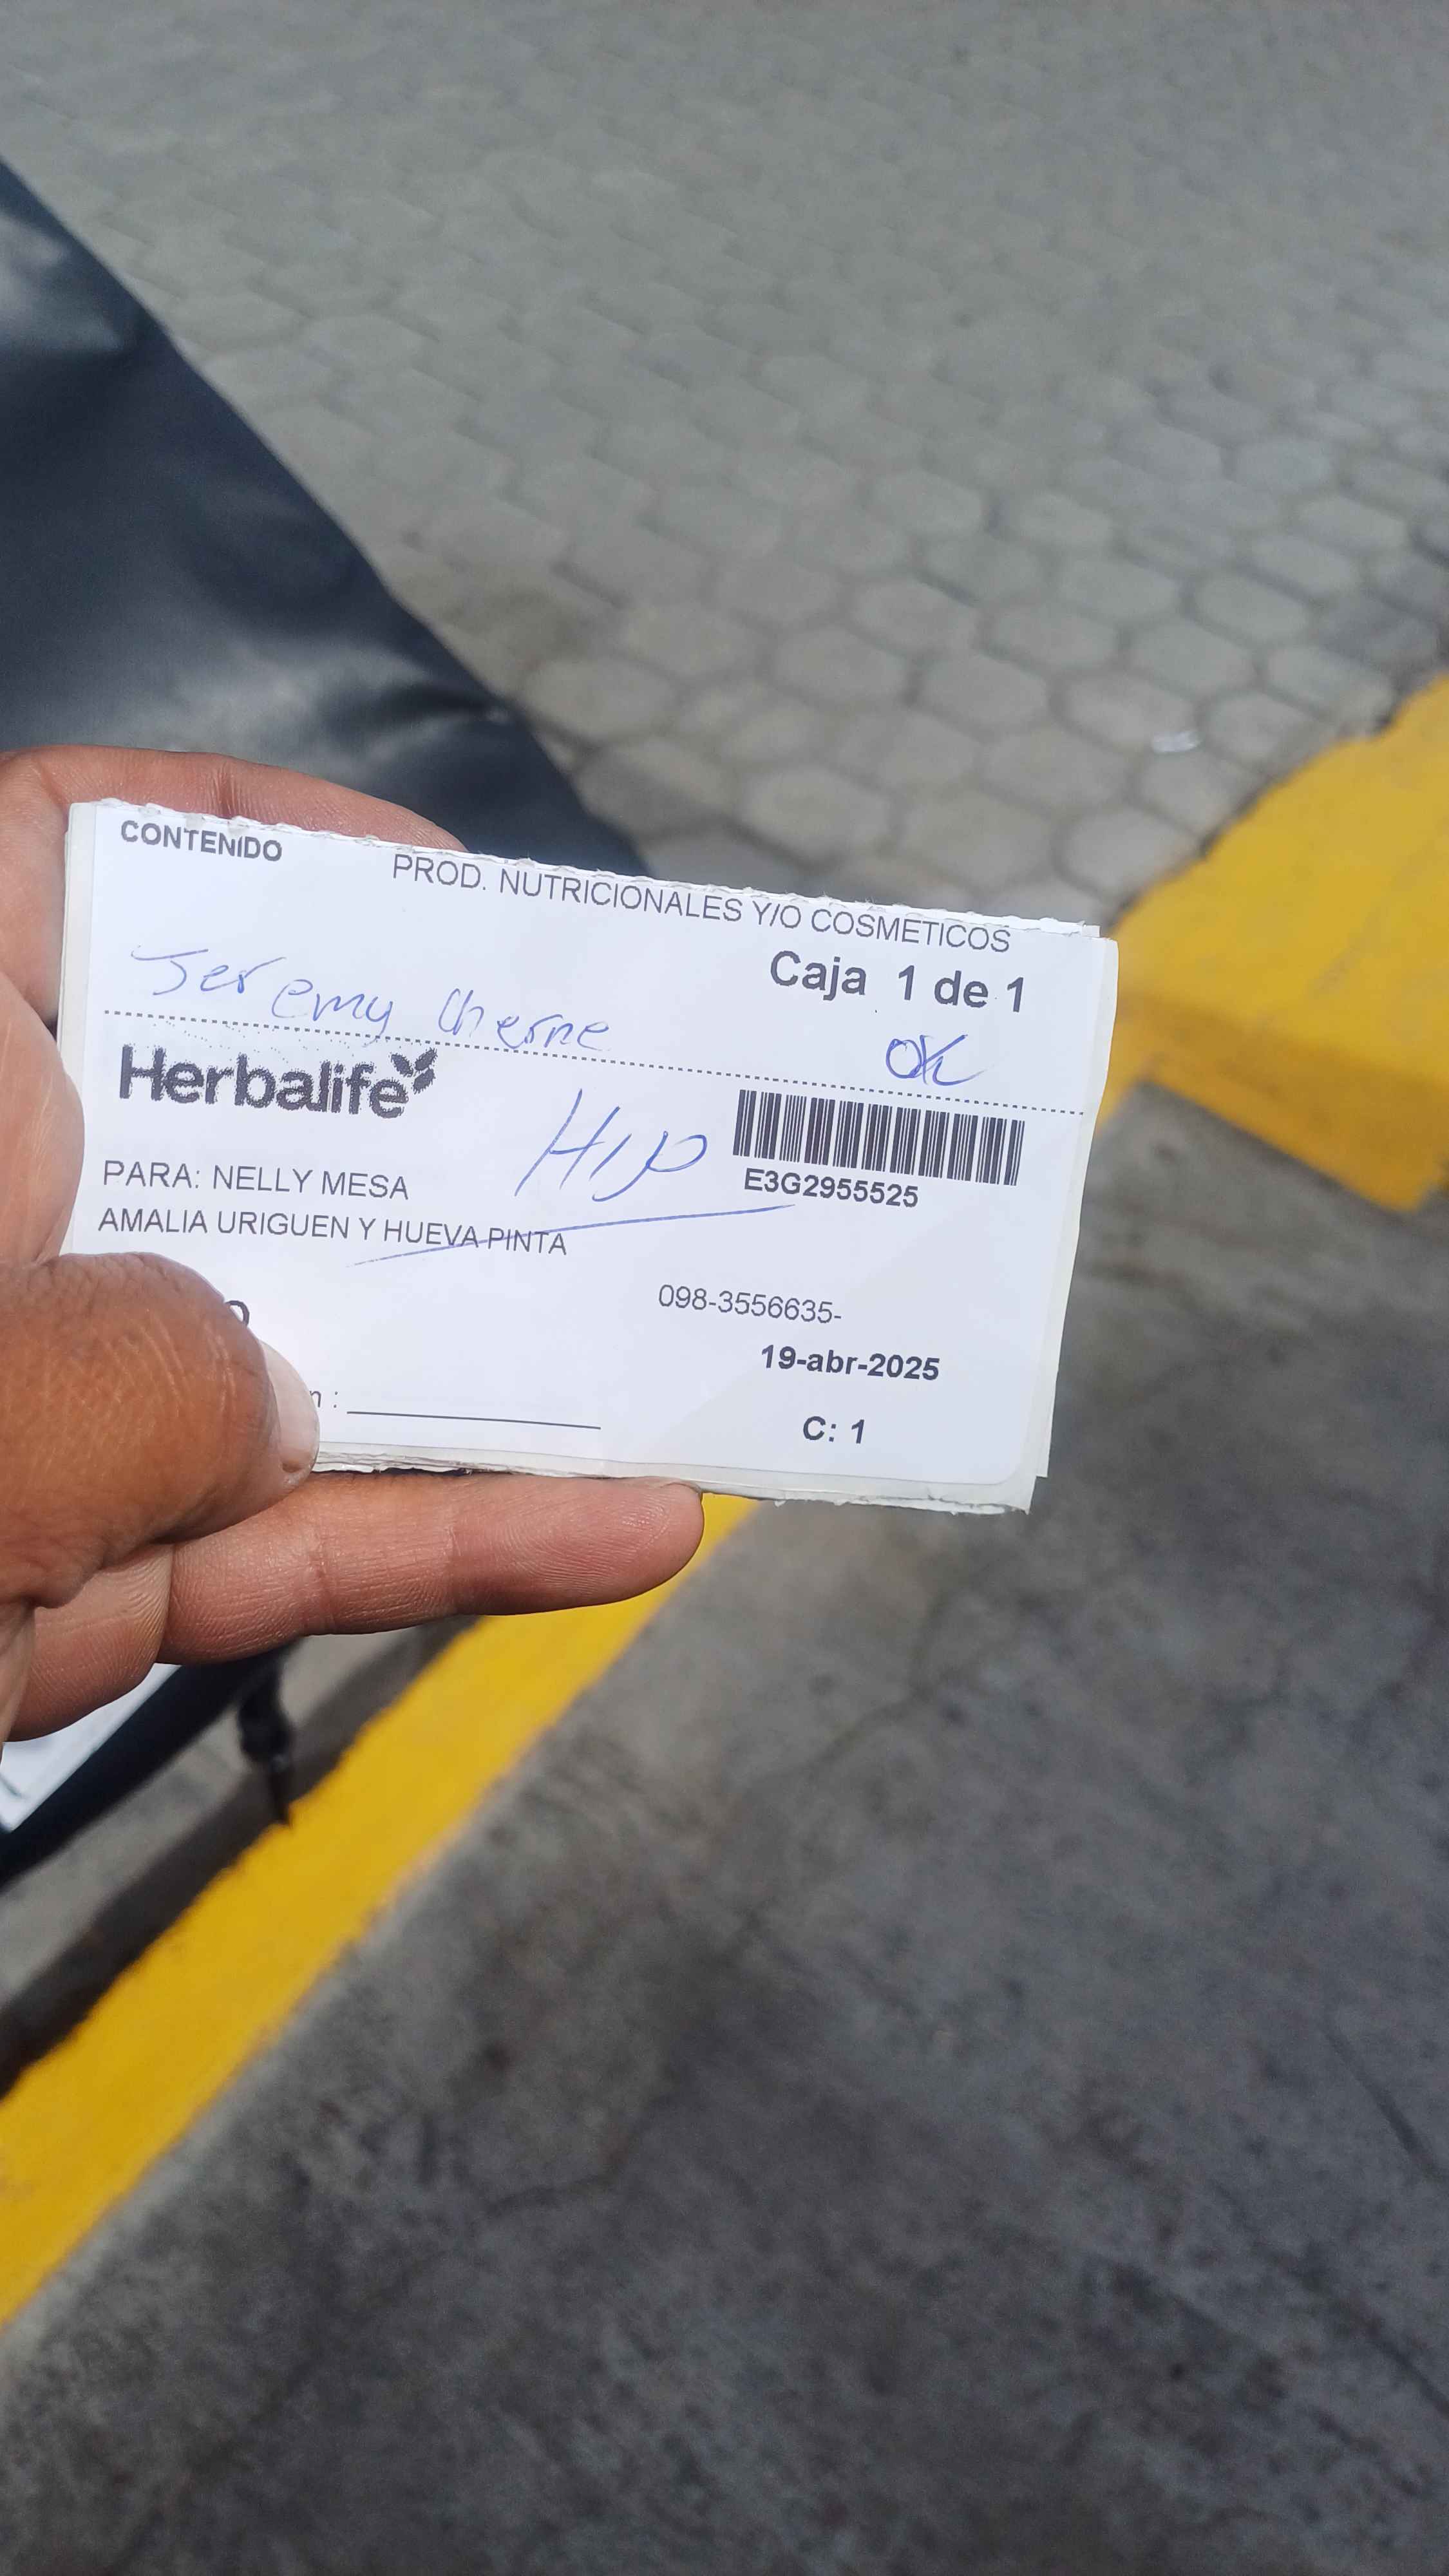 CONTENIDO
PROD. NUTRICIONALES Y/O COSMETICOS
Caja 1 de 1
Jeremy Cherne
OK
Herbalife
Hijo
E3G2955525
PARA: NELLY MESA
AMALIA URIGUEN Y HUEVA PINTA
098-3556635-
19-abr-2025
C: 1